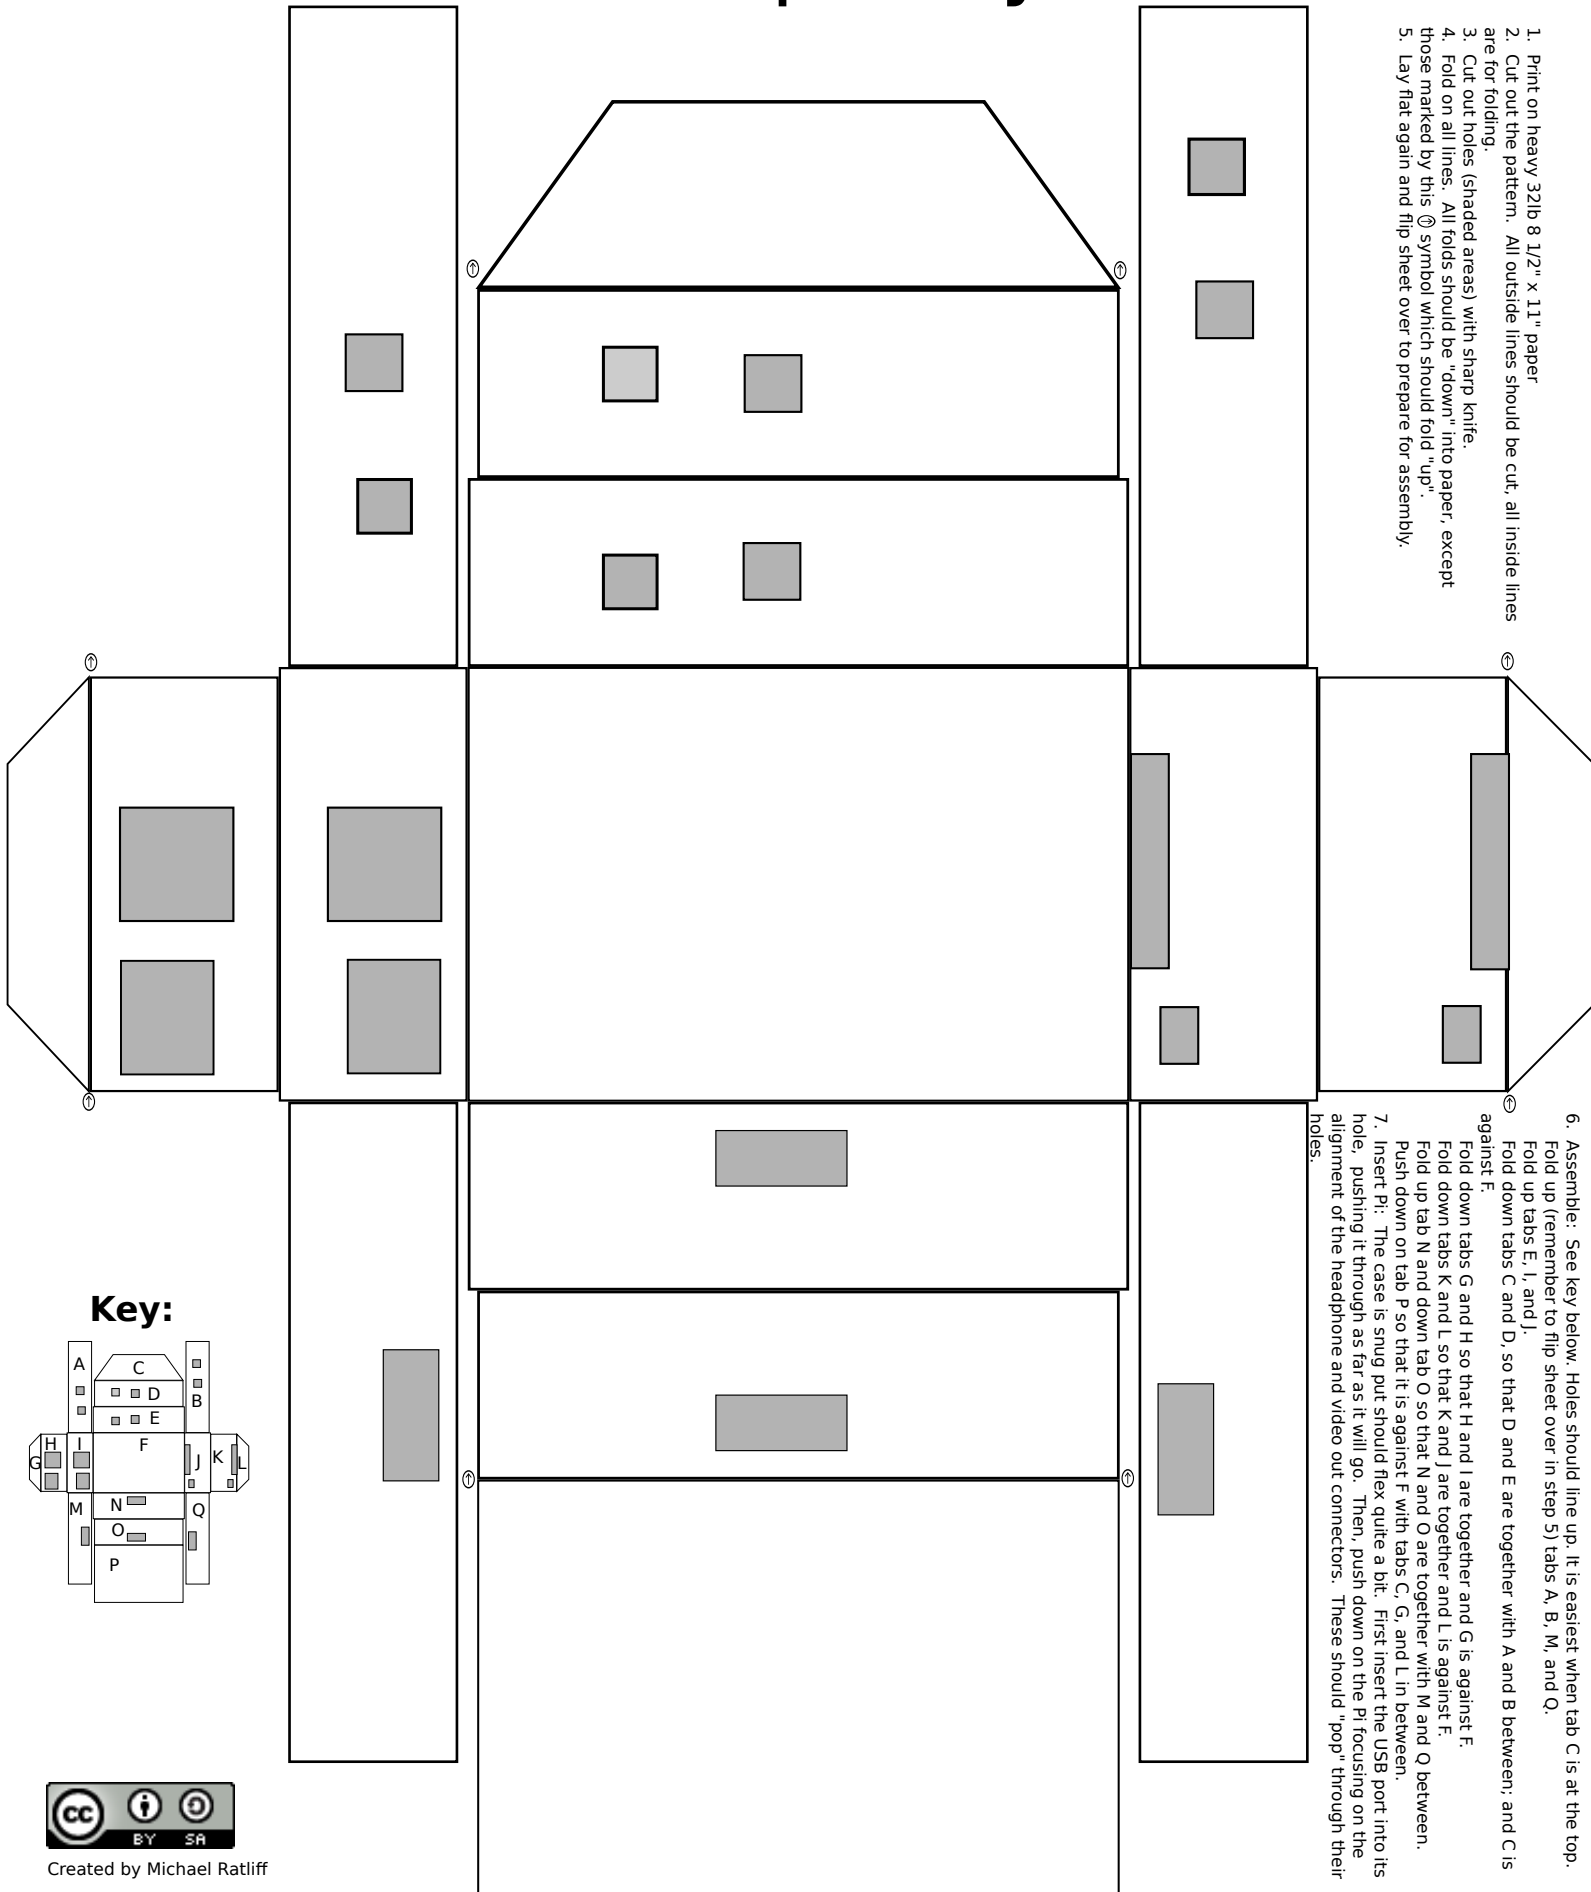 1. Print on heavy 32lb 8 1/2" x 11" paper
2. Cut out the pattern. All outside lines should be cut, all inside lines
are for folding.
3. Cut out holes (shaded areas) with sharp knife.
4. Fold on all lines. All folds should be "down" into paper, except
those marked by this ↑ symbol which should fold "up".
5. Lay flat again and flip sheet over to prepare for assembly.
6. Assemble: See key below. Holes should line up. It is easiest when tab C is at the top.
Fold up (remember to flip sheet over in step 5) tabs A, B, M, and Q.
Fold up tabs E, I, and J.
Fold down tabs C and D, so that D and E are together with A and B between; and C is
against F.
Fold down tabs G and H so that H and I are together and G is against F.
Fold down tabs K and L so that K and J are together and L is against F.
Fold up tab N and down tab O so that N and O are together with M and Q between.
Push down on tab P so that it is against F with tabs C, G, and L in between.
7. Insert Pi: The case is snug put should flex quite a bit. First insert the USB port into its
hole, pushing it through as far as it will go. Then, push down on the Pi focusing on the
alignment of the headphone and video out connectors. These should "pop" through their
holes.
Key:
A
C
D
B
E
H
I
F
G
J
K
L
N
M
Q
O
P
cc
BY SA
Created by Michael Ratliff